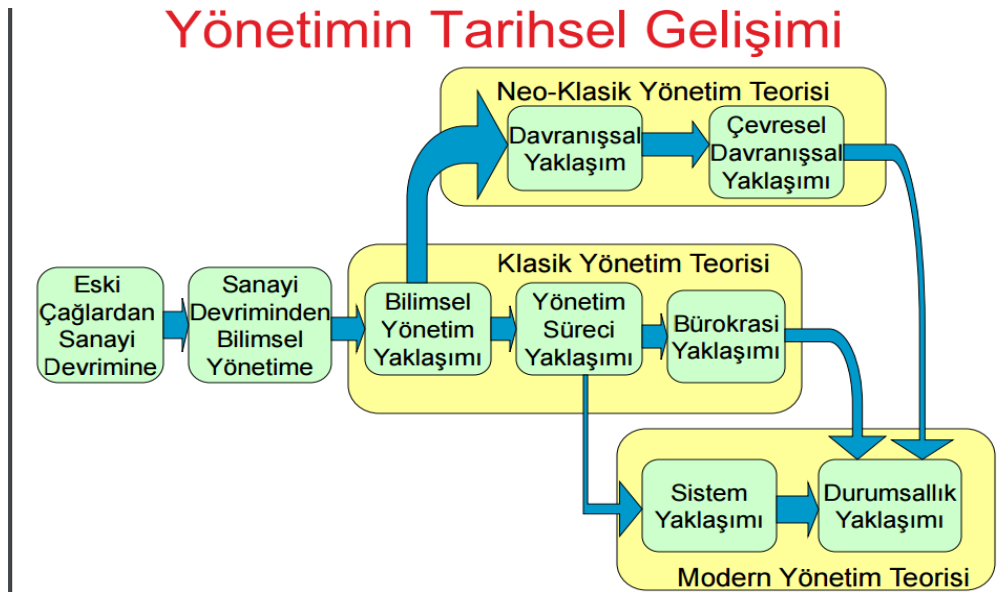 Yönetimin Tarihsel Gelişimi
Neo-Klasik Yönetim Teorisi
Davranışsal
Yaklaşım
Çevresel
Davranışsal
Yaklaşımı
Eski
Çağlardan
Sanayi
Devrimine
Sanayi
Devriminden
Bilimsel
Yönetime
Klasik Yönetim Teorisi
Bilimsel
Yönetim
Yaklaşımı
Yönetim
Süreci
Yaklaşımı
Bürokrasi
Yaklaşımı
Sistem
Yaklaşımı
Durumsallık
Yaklaşımı
Modern Yönetim Teorisi